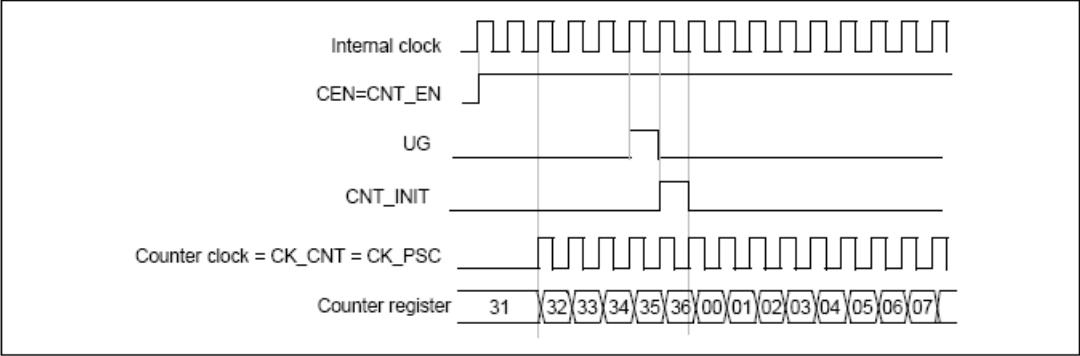 Internal clock
CEN=CNT_EN
UG
CNT_INIT
Counter clock = CK_CNT = CK_PSC
Counter register 31 32 33 34 35 36 00 01 02 03 04 05 06 07